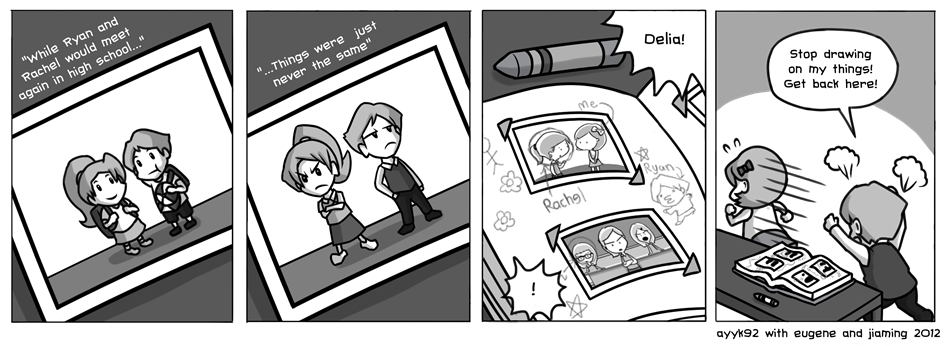 "While Ryan and
Rachel would meet
again in high school..."
"...Things were just
never the same"
Delia!
me
Rachel
Ryan
!
Stop drawing
on my things!
Get back here!
ayyk92 with eugene and jiaming 2012